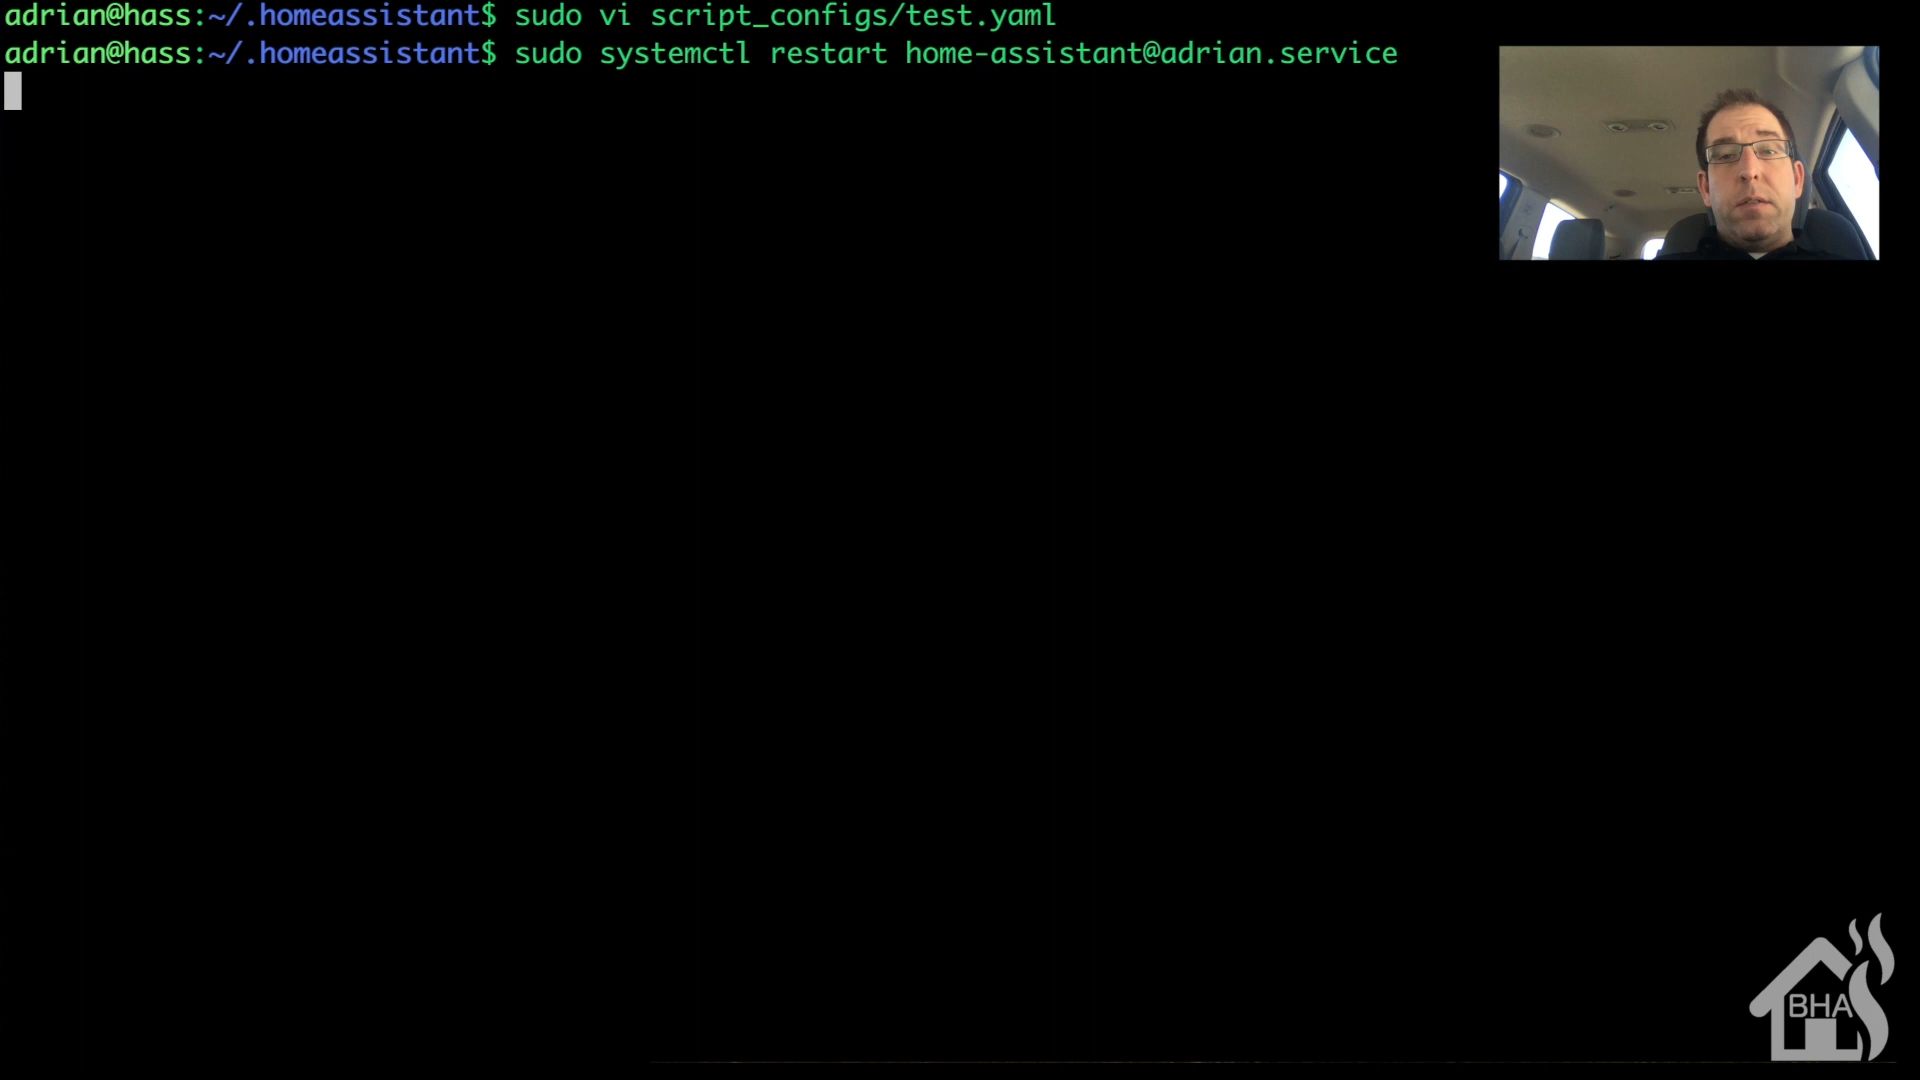 adrian@hass:~/.homeassistant$ sudo vi script_configs/test.yaml
adrian@hass:~/.homeassistant$ sudo systemctl restart home-assistant@adrian.service
BHA